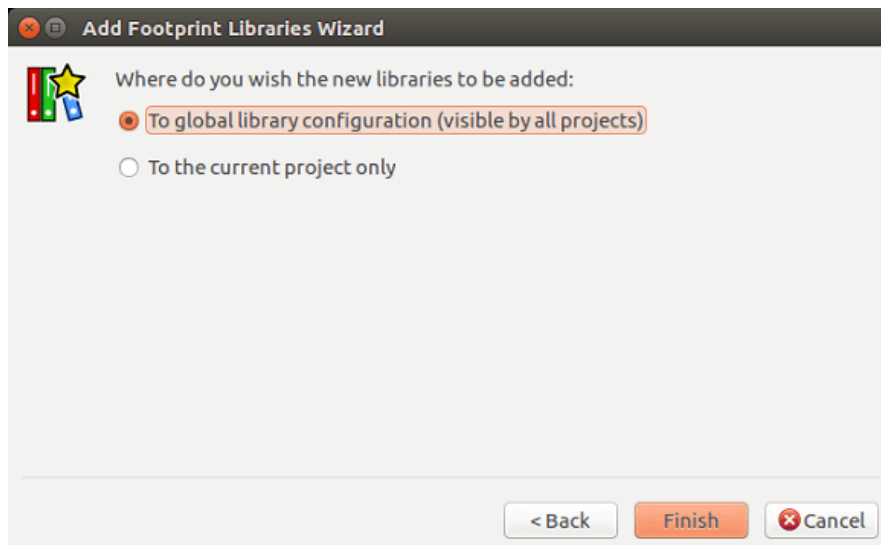 Add Footprint Libraries Wizard
Where do you wish the new libraries to be added:
To global library configuration (visible by all projects)
To the current project only
< Back Finish Cancel